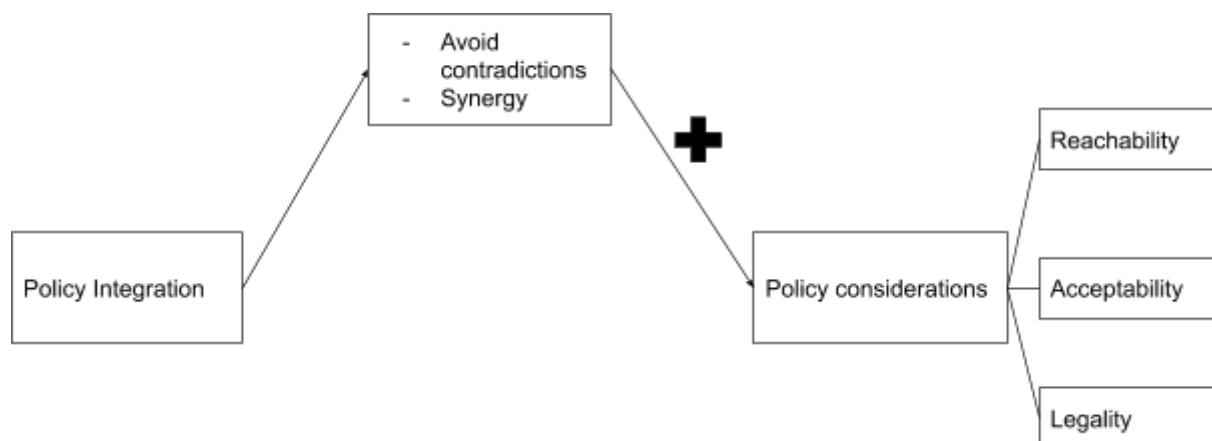 - Avoid
contradictions
- Synergy
Reachability
Policy Integration
Policy considerations
Acceptability
Legality